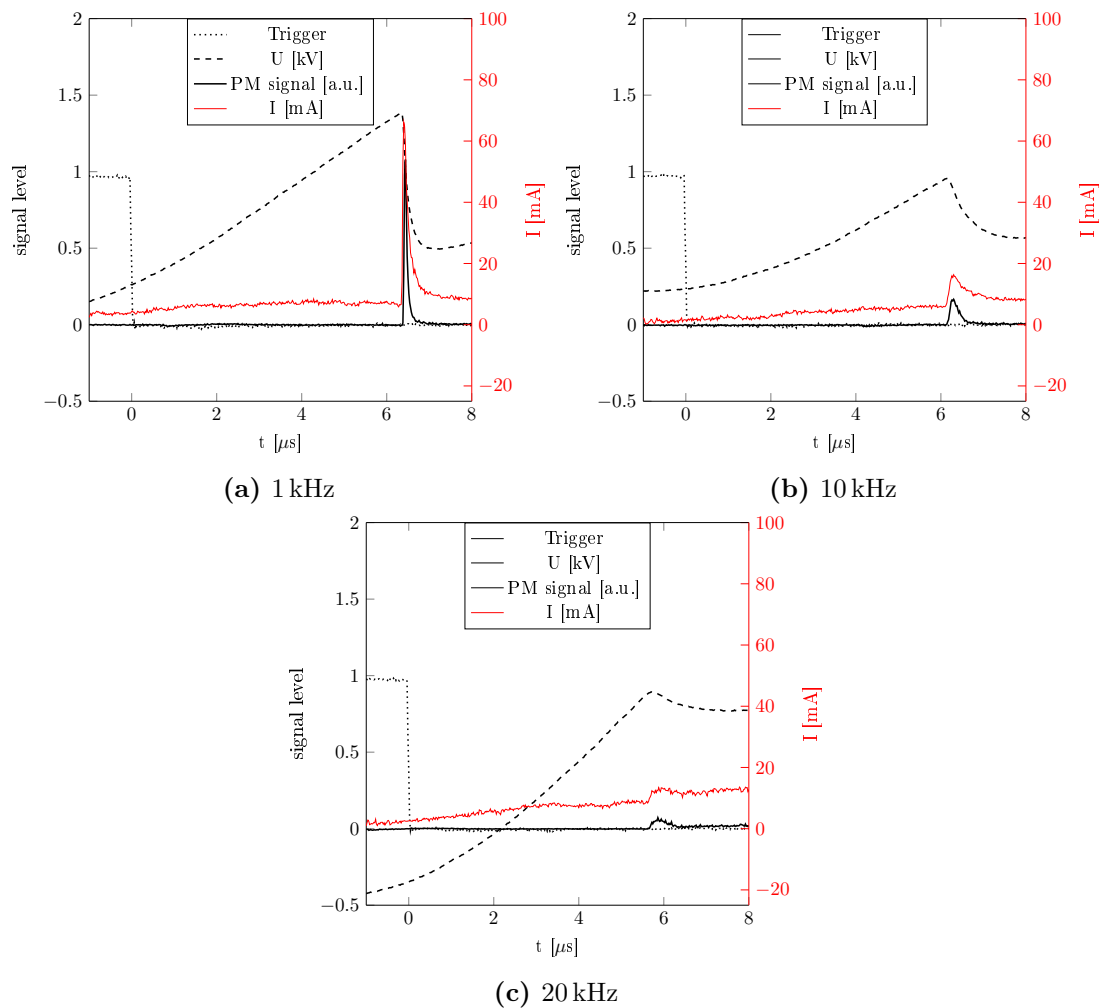 2
1.5
1
0.5
0
−0.5
signal level
Trigger
U [kV]
PM signal [a.u.]
I [mA]
100
80
60
40
20
0
−20
I [mA]
0 2 4 6 8
t [μs]
(a) 1 kHz
2
1.5
1
0.5
0
−0.5
signal level
Trigger
U [kV]
PM signal [a.u.]
I [mA]
100
80
60
40
20
0
−20
I [mA]
0 2 4 6 8
t [μs]
(b) 10 kHz
2
1.5
1
0.5
0
−0.5
signal level
Trigger
U [kV]
PM signal [a.u.]
I [mA]
100
80
60
40
20
0
−20
I [mA]
0 2 4 6 8
t [μs]
(c) 20 kHz